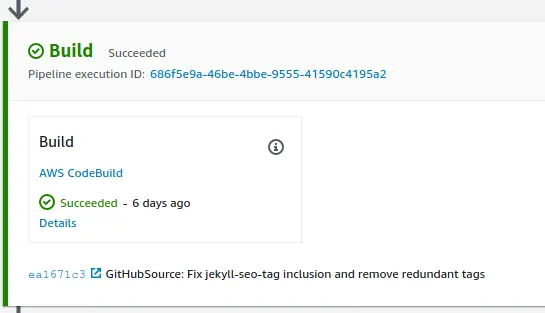 Build Succeeded
Pipeline execution ID: 686f5e9a-46be-4bbe-9555-41590c4195a2
Build
AWS CodeBuild
Succeeded - 6 days ago
Details
ea1671c3 GitHubSource: Fix jekyll-seo-tag inclusion and remove redundant tags